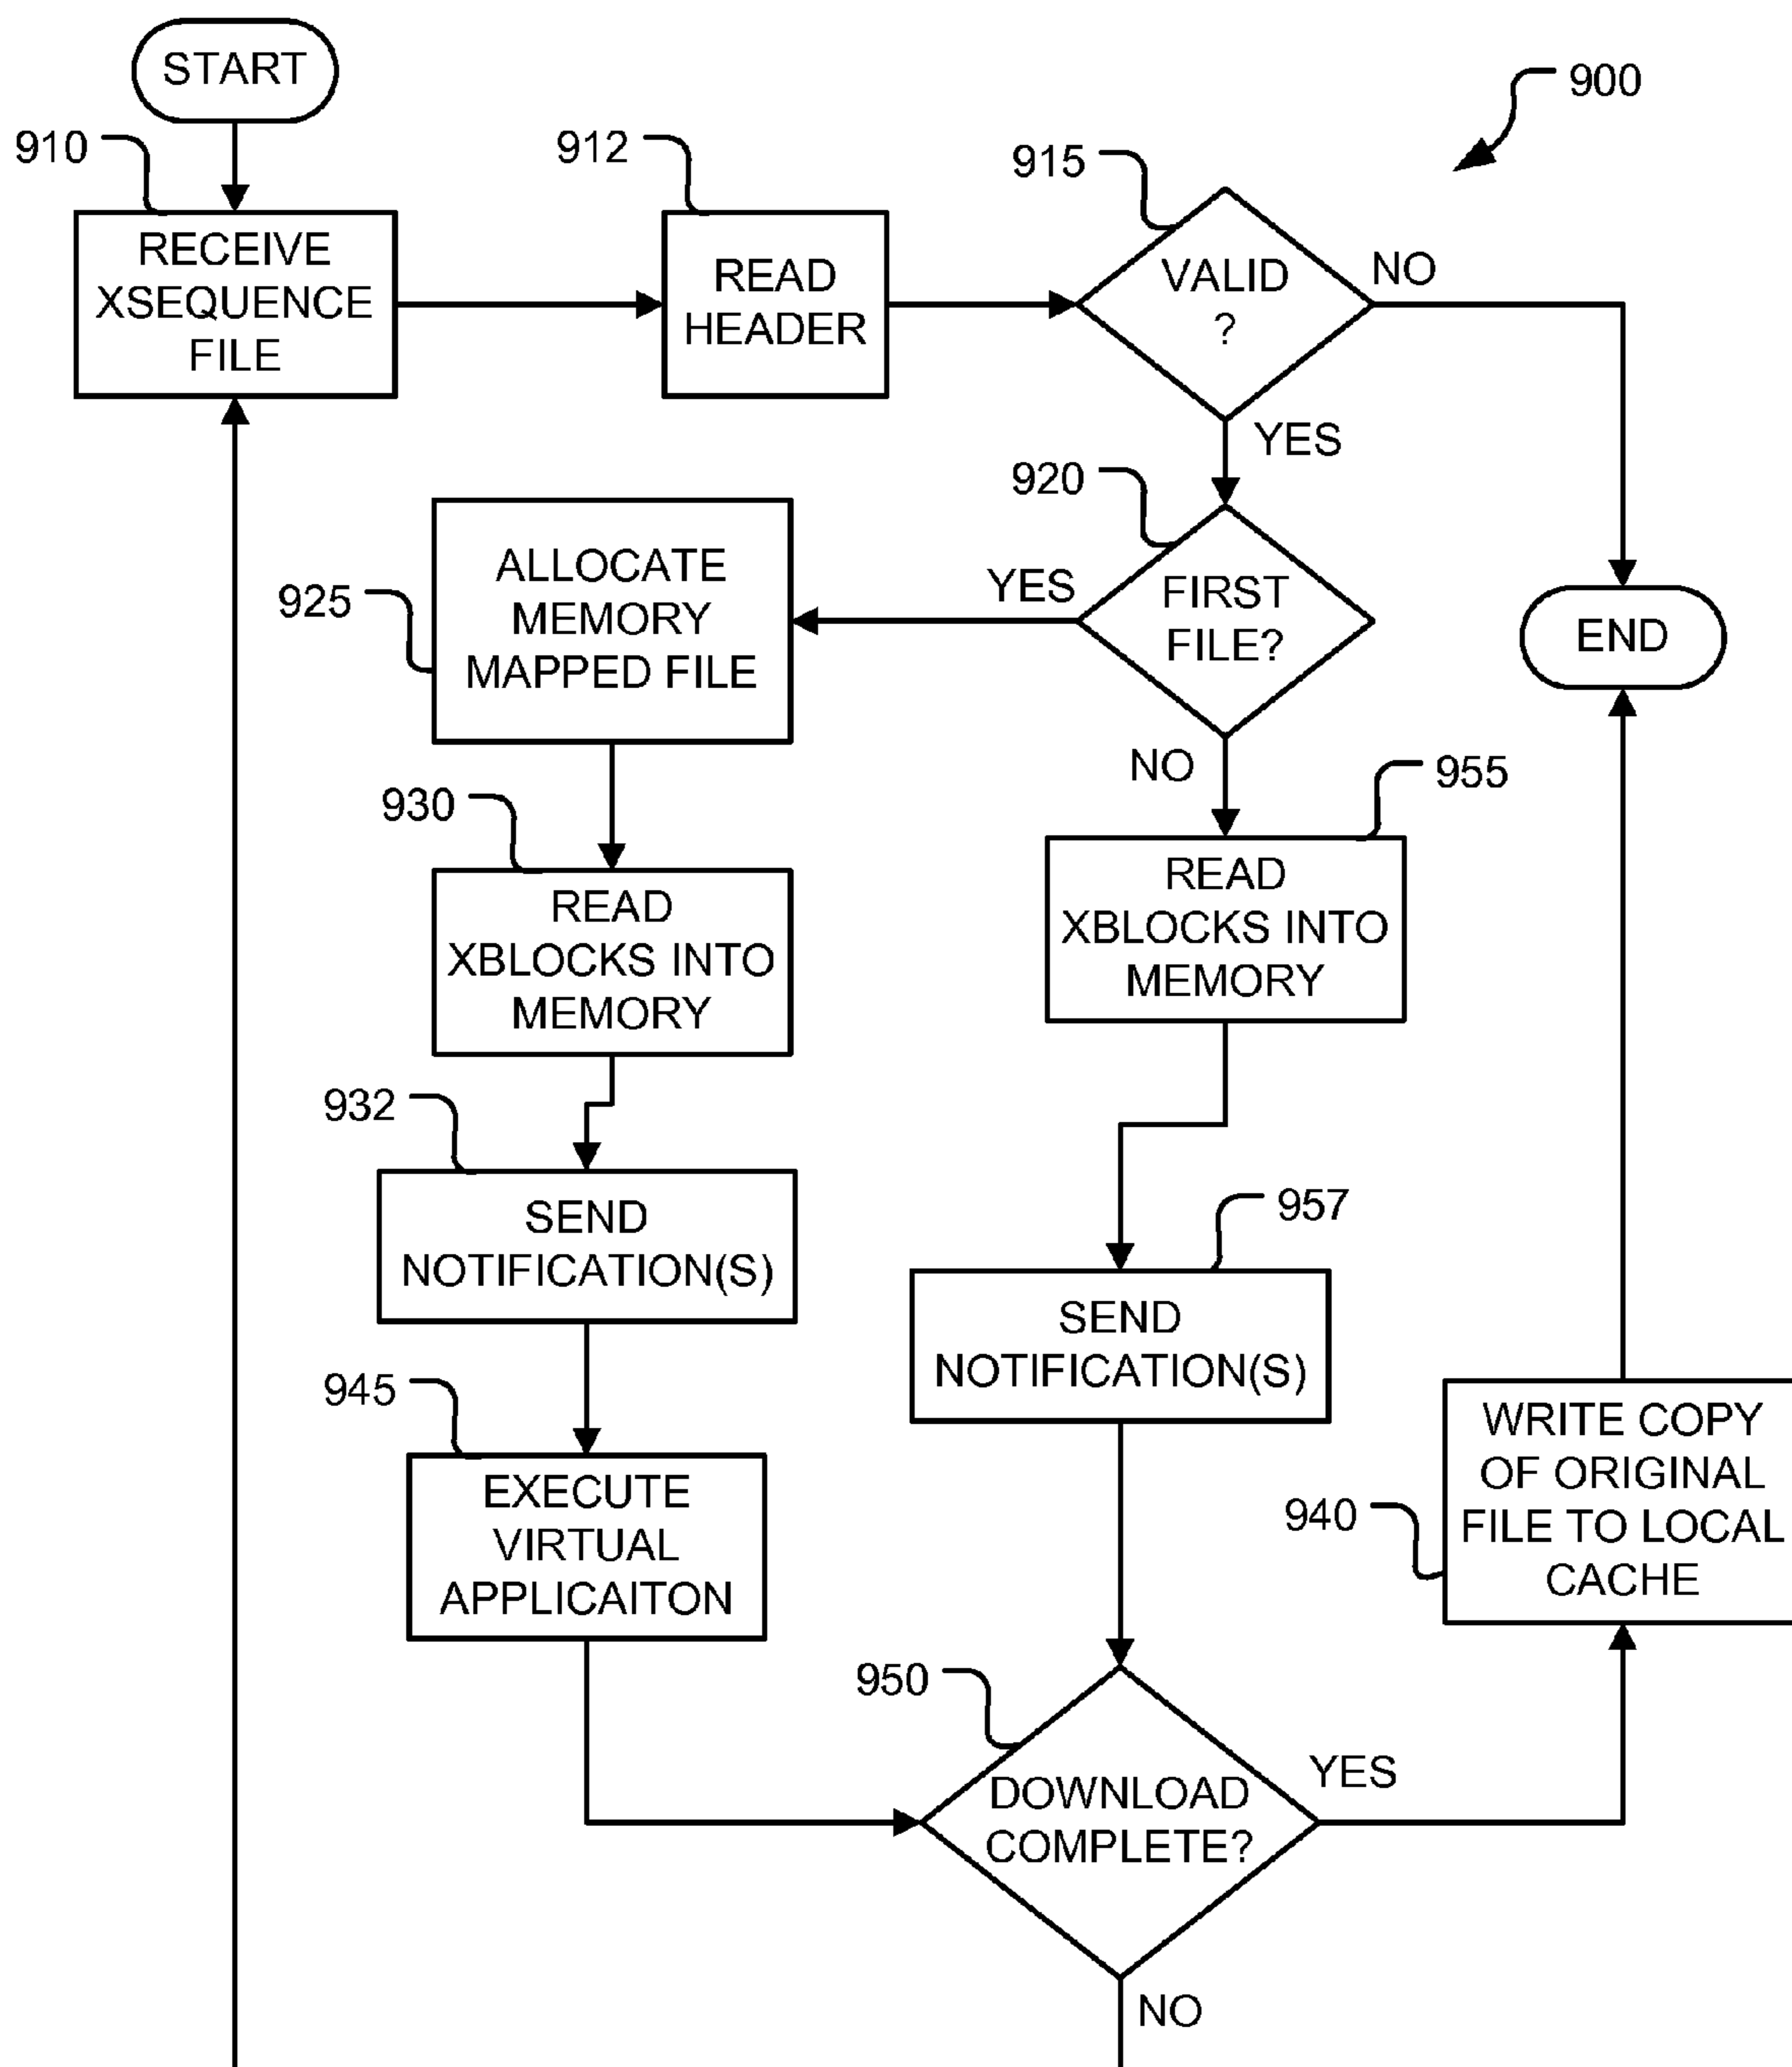 START
900
910
912
915
RECEIVE
XSEQUENCE
FILE
READ
HEADER
VALID
?
NO
YES
920
925
ALLOCATE
MEMORY
MAPPED FILE
YES
FIRST
FILE?
END
NO
955
930
READ
XBLOCKS INTO
MEMORY
READ
XBLOCKS INTO
MEMORY
932
SEND
NOTIFICATION(S)
957
SEND
NOTIFICATION(S)
945
EXECUTE
VIRTUAL
APPLICAITON
940
WRITE COPY
OF ORIGINAL
FILE TO LOCAL
CACHE
950
DOWNLOAD
COMPLETE?
YES
NO